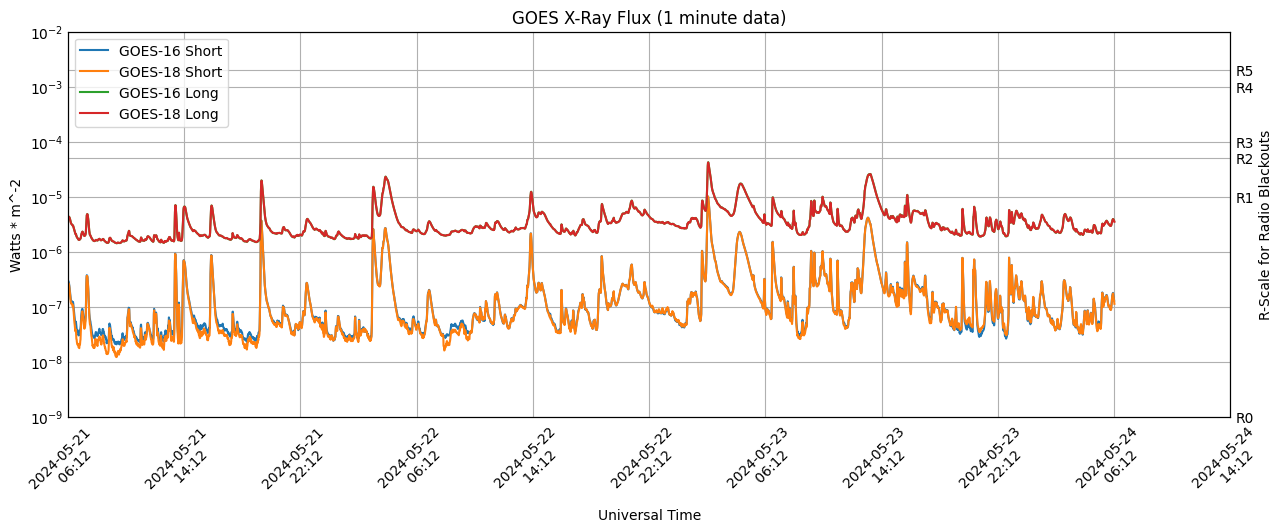 GOES X-Ray Flux (1 minute data)
GOES-16 Short
GOES-18 Short
GOES-16 Long
GOES-18 Long
Watts * m^-2
10^-2
10^-3
10^-4
10^-5
10^-6
10^-7
10^-8
10^-9
R5
R4
R3
R2
R1
R0
R-Scale for Radio Blackouts
2024-05-21
06:12
2024-05-21
14:12
2024-05-21
22:12
2024-05-22
06:12
2024-05-22
14:12
2024-05-22
22:12
2024-05-23
06:12
2024-05-23
14:12
2024-05-23
22:12
2024-05-24
06:12
2024-05-24
14:12
Universal Time